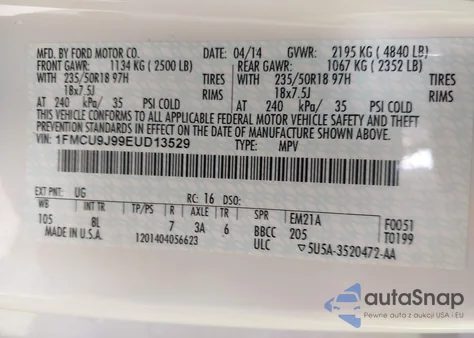 MFD. BY FORD MOTOR CO. DATE: 04/14 GVWR: 2195 KG ( 4840 LB)
FRONT GAWR: 1134 KG ( 2500 LB) REAR GAWR: 1067 KG ( 2352 LB)
WITH 235/50R18 97H TIRES WITH 235/50R18 97H TIRES
18x7.5J RIMS 18x7.5J RIMS
AT 240 kPa/ 35 PSI COLD AT 240 kPa/ 35 PSI COLD
THIS VEHICLE CONFORMS TO ALL APPLICABLE FEDERAL MOTOR VEHICLE SAFETY AND THEFT
PREVENTION STANDARDS IN EFFECT ON THE DATE OF MANUFACTURE SHOWN ABOVE.
VIN: 1FMCU9J99EUD13529 TYPE: MPV
EXT PNT: UG RC: 16 DSO:
WB TP/PS R AXLE TR SPR EM21A F0051
105 BI 7 3A 6 BBCC 205 T0199
MADE IN U.S.A. 1201404056623 ULC ▽5U5A-3520472-AA
autoSnap
Pewne auta z aukcji USA i EU